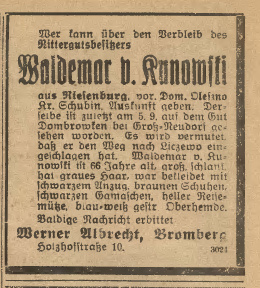 Wer kann über den Verbleib des
Rittergutsbesitzers
Waldemar v. Kunowski
aus Riesenburg, vor. Dom. Olesino
Kr. Schubin, Auskunft geben. Der-
selbe ist zuletzt am 5. 9. auf dem Gut
Dombrowken bei Groß-Neudorf ge-
sehen worden. Es wird vermutet
daß er den Weg nach Liczewo ein-
geschlagen hat. Waldemar v. Ku-
nowski ist 66 Jahre alt, groß, schlank
hat graues Haar, war bekleidet mit
schwarzem Anzug, braunen Schuhen,
schwarzen Gamaschen, heller Reise-
mütze, blau-weiß gestr Oberhemde.
Baldige Nachricht erbittet
Werner Albrecht, Bromberg
Holzhofstraße 10. 3021